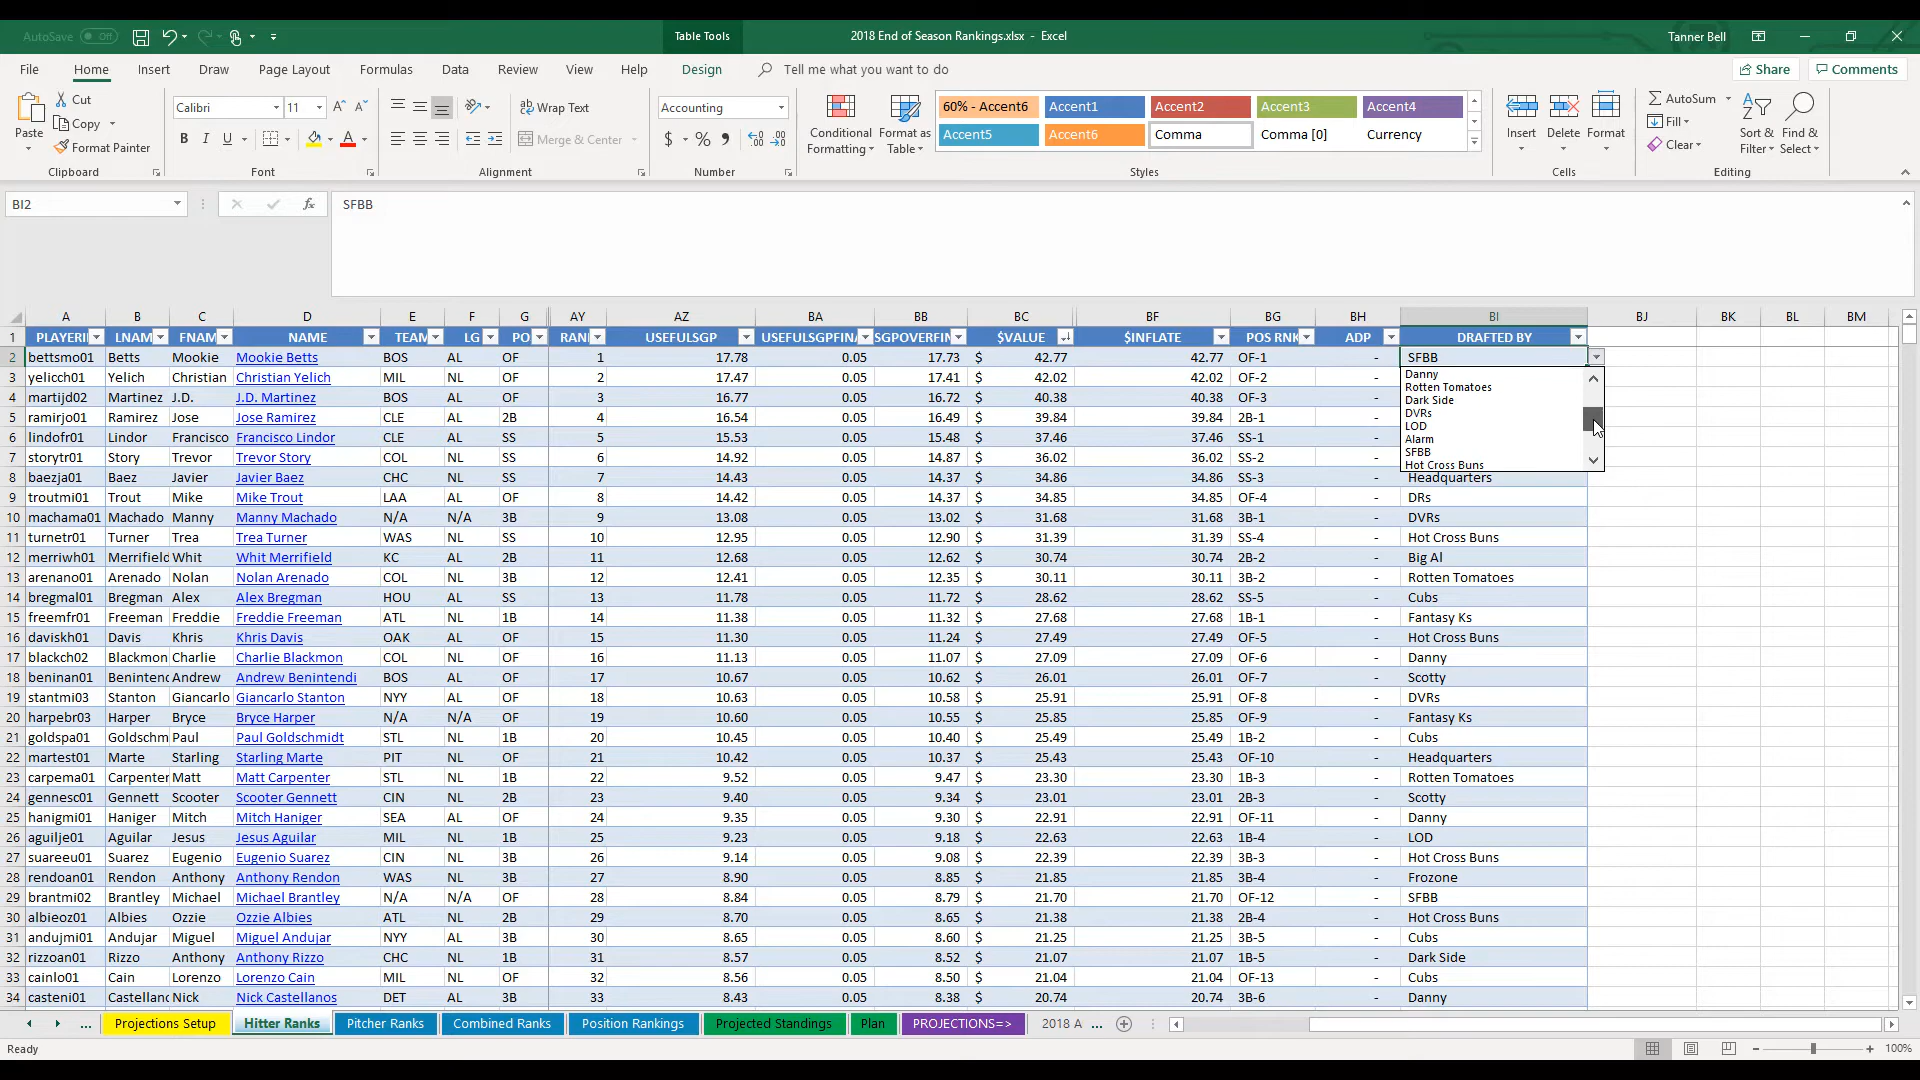 AutoSave Off Table Tools 2018 End of Season Rankings.xlsx - Excel Tanner Bell
File Home Insert Draw Page Layout Formulas Data Review View Help Design Tell me what you want to do Share Comments
Paste Cut Copy Format Painter Clipboard
Calibri 11 B I U A Font
Wrap Text Merge & Center Alignment
Accounting $ % Number
Conditional Formatting Format as Table
60% - Accent6 Accent1 Accent2 Accent3 Accent4
Accent5 Accent6 Comma Comma [0] Currency
Styles
Insert Delete Format Cells
AutoSum Fill Clear Sort & Filter Find & Select Editing
BI2 fx SFBB
A B C D E F G AY AZ BA BB BC BF BG BH BI BJ BK BL BM
1 PLAYERI LNAM FNAM NAME TEAM LG PO RAN USEFULSGP USEFULSGPFIN SGPOVERFIN $VALUE $INFLATE POS RNK ADP DRAFTED BY
2 bettsmo01 Betts Mookie Mookie Betts BOS AL OF 1 17.78 0.05 17.73 $ 42.77 42.77 OF-1 - SFBB
3 yelicch01 Yelich Christian Christian Yelich MIL NL OF 2 17.47 0.05 17.41 $ 42.02 42.02 OF-2 -
4 martijd02 Martinez J.D. J.D. Martinez BOS AL OF 3 16.77 0.05 16.72 $ 40.38 40.38 OF-3 -
5 ramirjo01 Ramirez Jose Jose Ramirez CLE AL 2B 4 16.54 0.05 16.49 $ 39.84 39.84 2B-1 -
6 lindofr01 Lindor Francisco Francisco Lindor CLE AL SS 5 15.53 0.05 15.48 $ 37.46 37.46 SS-1 -
7 storytr01 Story Trevor Trevor Story COL NL SS 6 14.92 0.05 14.87 $ 36.02 36.02 SS-2 -
Danny
Rotten Tomatoes
Dark Side
DVRs
LOD
Alarm
SFBB
Hot Cross Buns
8 baezja01 Baez Javier Javier Baez CHC NL SS 7 14.43 0.05 14.37 $ 34.86 34.86 SS-3 - Headquarters
9 troutmi01 Trout Mike Mike Trout LAA AL OF 8 14.42 0.05 14.37 $ 34.85 34.85 OF-4 - DRs
10 machama01 Machado Manny Manny Machado N/A N/A 3B 9 13.08 0.05 13.02 $ 31.68 31.68 3B-1 - DVRs
11 turnetr01 Turner Trea Trea Turner WAS NL SS 10 12.95 0.05 12.90 $ 31.39 31.39 SS-4 - Hot Cross Buns
12 merriwh01 Merrifield Whit Whit Merrifield KC AL 2B 11 12.68 0.05 12.62 $ 30.74 30.74 2B-2 - Big Al
13 arenano01 Arenado Nolan Nolan Arenado COL NL 3B 12 12.41 0.05 12.35 $ 30.11 30.11 3B-2 - Rotten Tomatoes
14 bregmal01 Bregman Alex Alex Bregman HOU AL SS 13 11.78 0.05 11.72 $ 28.62 28.62 SS-5 - Cubs
15 freemfr01 Freeman Freddie Freddie Freeman ATL NL 1B 14 11.38 0.05 11.32 $ 27.68 27.68 1B-1 - Fantasy Ks
16 daviskh01 Davis Khris Khris Davis OAK AL OF 15 11.30 0.05 11.24 $ 27.49 27.49 OF-5 - Hot Cross Buns
17 blackch02 Blackmon Charlie Charlie Blackmon COL NL OF 16 11.13 0.05 11.07 $ 27.09 27.09 OF-6 - Danny
18 beninan01 Benintend Andrew Andrew Benintendi BOS AL OF 17 10.67 0.05 10.62 $ 26.01 26.01 OF-7 - Scotty
19 stantmi03 Stanton Giancarlo Giancarlo Stanton NYY AL OF 18 10.63 0.05 10.58 $ 25.91 25.91 OF-8 - DVRs
20 harpebr03 Harper Bryce Bryce Harper N/A N/A OF 19 10.60 0.05 10.55 $ 25.85 25.85 OF-9 - Fantasy Ks
21 goldspa01 Goldschm Paul Paul Goldschmidt STL NL 1B 20 10.45 0.05 10.40 $ 25.49 25.49 1B-2 - Cubs
22 martest01 Marte Starling Starling Marte PIT NL OF 21 10.42 0.05 10.37 $ 25.43 25.43 OF-10 - Headquarters
23 carpema01 Carpenter Matt Matt Carpenter STL NL 1B 22 9.52 0.05 9.47 $ 23.30 23.30 1B-3 - Rotten Tomatoes
24 gennesc01 Gennett Scooter Scooter Gennett CIN NL 2B 23 9.40 0.05 9.34 $ 23.01 23.01 2B-3 - Scotty
25 hanigmi01 Haniger Mitch Mitch Haniger SEA AL OF 24 9.35 0.05 9.30 $ 22.91 22.91 OF-11 - Danny
26 aguilje01 Aguilar Jesus Jesus Aguilar MIL NL 1B 25 9.23 0.05 9.18 $ 22.63 22.63 1B-4 - LOD
27 suareeu01 Suarez Eugenio Eugenio Suarez CIN NL 3B 26 9.14 0.05 9.08 $ 22.39 22.39 3B-3 - Hot Cross Buns
28 rendoan01 Rendon Anthony Anthony Rendon WAS NL 3B 27 8.90 0.05 8.85 $ 21.85 21.85 3B-4 - Frozone
29 brantmi02 Brantley Michael Michael Brantley N/A N/A OF 28 8.84 0.05 8.79 $ 21.70 21.70 OF-12 - SFBB
30 albieoz01 Albies Ozzie Ozzie Albies ATL NL 2B 29 8.70 0.05 8.65 $ 21.38 21.38 2B-4 - Hot Cross Buns
31 andujmi01 Andujar Miguel Miguel Andujar NYY AL 3B 30 8.65 0.05 8.60 $ 21.25 21.25 3B-5 - Cubs
32 rizzoan01 Rizzo Anthony Anthony Rizzo CHC NL 1B 31 8.57 0.05 8.52 $ 21.07 21.07 1B-5 - Dark Side
33 cainlo01 Cain Lorenzo Lorenzo Cain MIL NL OF 32 8.56 0.05 8.50 $ 21.04 21.04 OF-13 - Cubs
34 casteni01 Castellanc Nick Nick Castellanos DET AL 3B 33 8.43 0.05 8.38 $ 20.74 20.74 3B-6 - Danny
... Projections Setup Hitter Ranks Pitcher Ranks Combined Ranks Position Rankings Projected Standings Plan PROJECTIONS=> 2018 A ...
Ready 100%